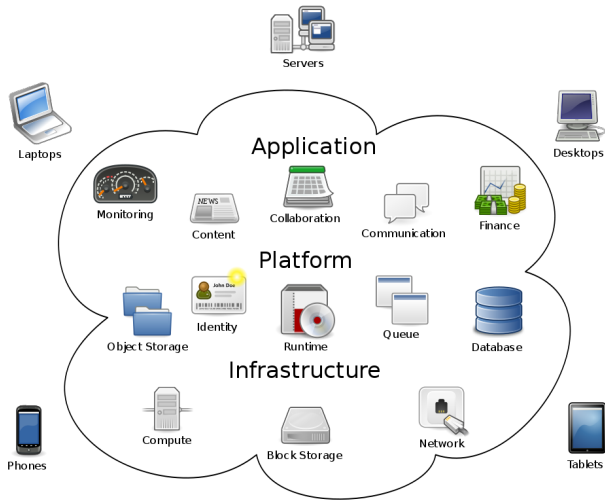 Servers
Laptops
Desktops
Application
Monitoring
NEWS
Content
Collaboration
Communication
Finance
Platform
Object Storage
John Doe
Identity
Runtime
Queue
Database
Infrastructure
Compute
Block Storage
Network
Phones
Tablets